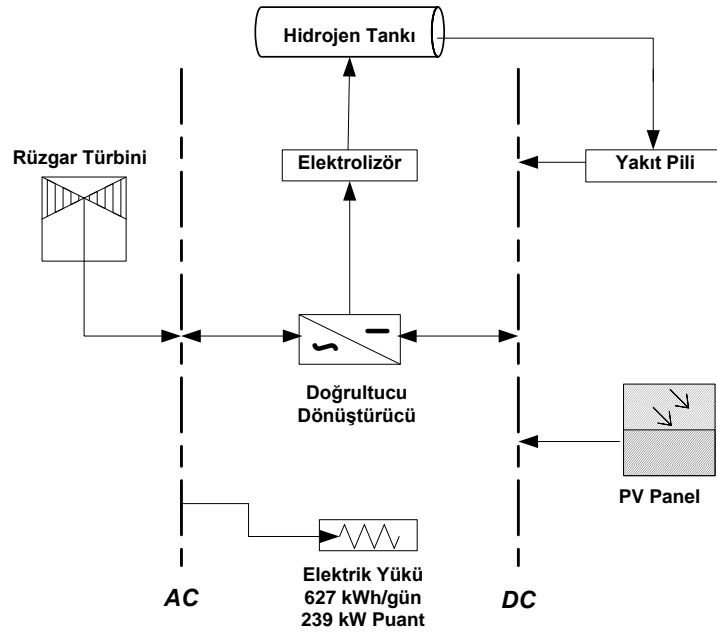 Hidrojen Tankı
Rüzgar Türbini
Elektrolizör
Yakıt Pili
Doğrultucu
Dönüştürücü
PV Panel
Elektrik Yükü
627 kWh/gün
239 kW Puant
AC
DC